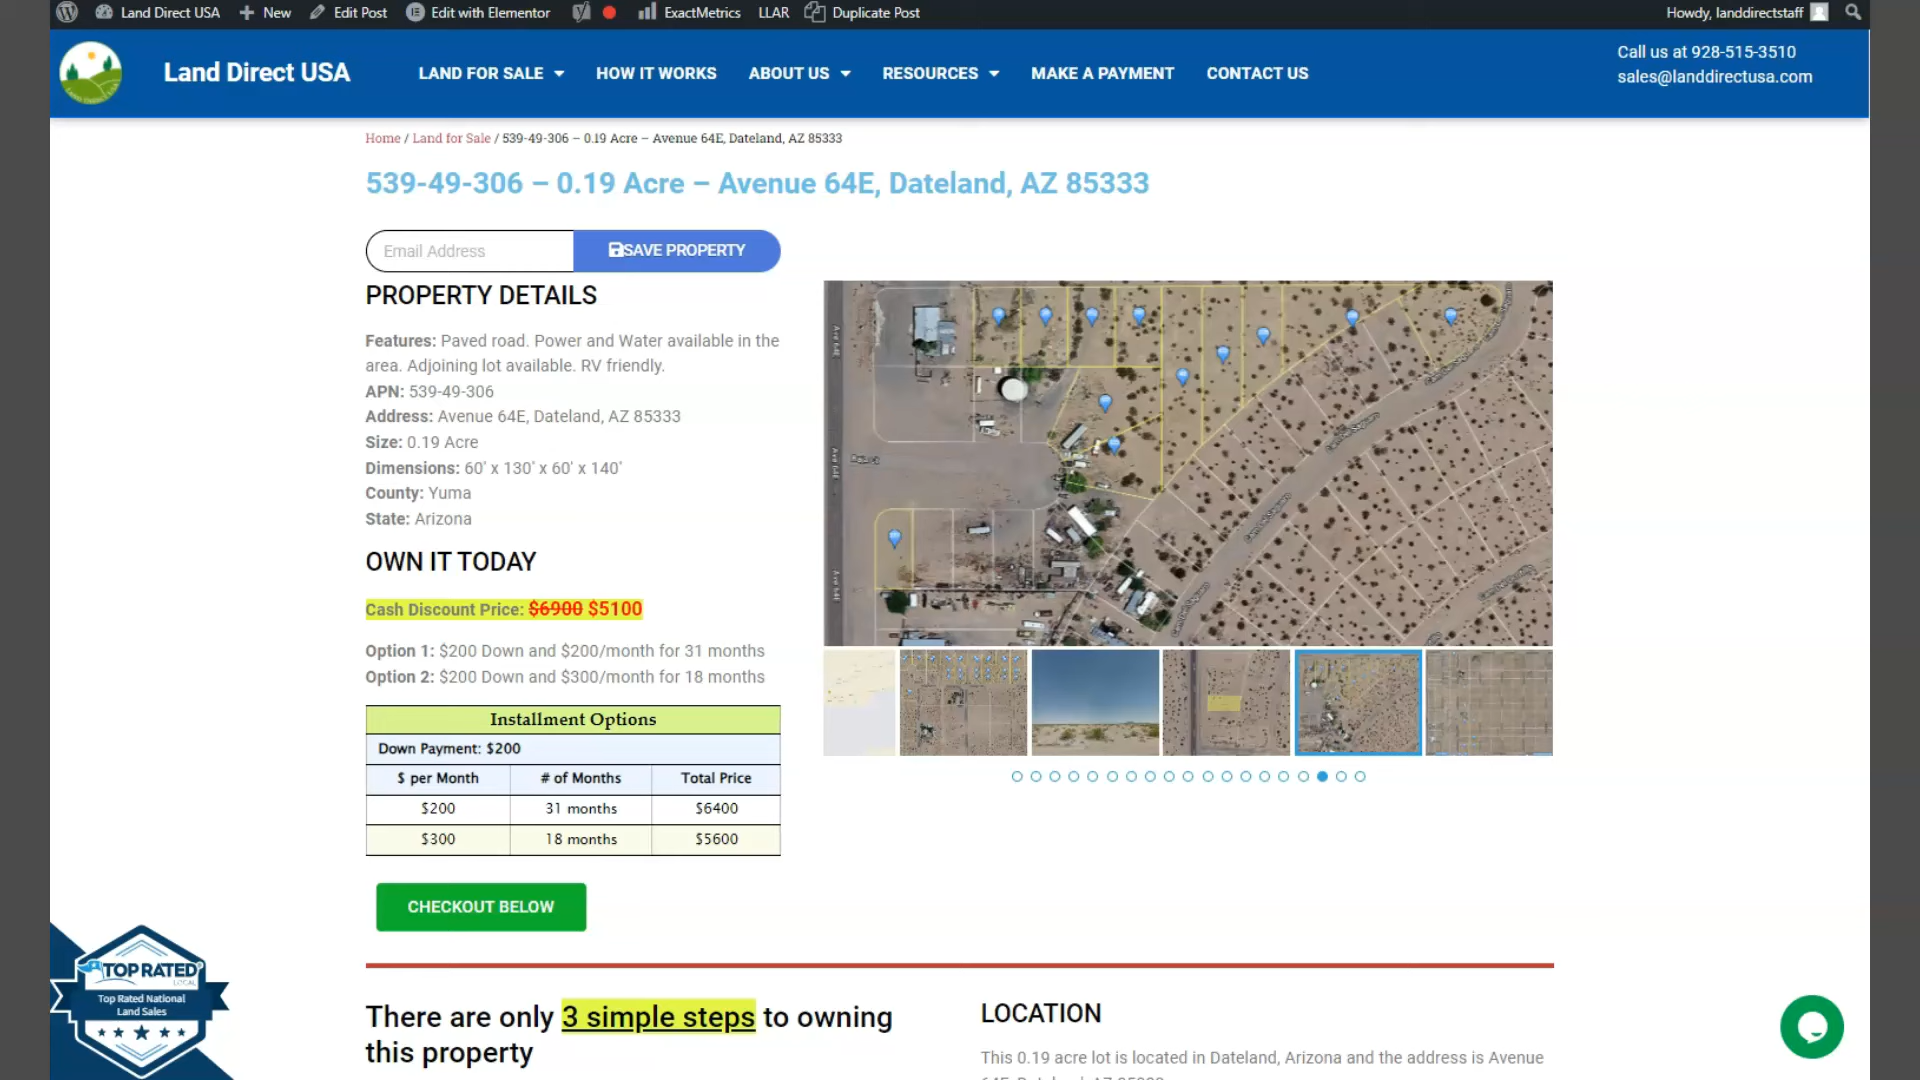 Land Direct USA
New
Edit Post
Edit with Elementor
ExactMetrics
LLAR
Duplicate Post
Howdy, landdirectstaff
Land Direct USA
LAND FOR SALE
HOW IT WORKS
ABOUT US
RESOURCES
MAKE A PAYMENT
CONTACT US
Call us at 928-515-3510
sales@landdirectusa.com
Home / Land for Sale / 539-49-306 – 0.19 Acre – Avenue 64E, Dateland, AZ 85333
539-49-306 – 0.19 Acre – Avenue 64E, Dateland, AZ 85333
Email Address
SAVE PROPERTY
PROPERTY DETAILS
Features: Paved road. Power and Water available in the
area. Adjoining lot available. RV friendly.
APN: 539-49-306
Address: Avenue 64E, Dateland, AZ 85333
Size: 0.19 Acre
Dimensions: 60' x 130' x 60' x 140'
County: Yuma
State: Arizona
OWN IT TODAY
Cash Discount Price: $6900 $5100
Option 1: $200 Down and $200/month for 31 months
Option 2: $200 Down and $300/month for 18 months
Installment Options
Down Payment: $200
$ per Month # of Months Total Price
$200 31 months $6400
$300 18 months $5600
CHECKOUT BELOW
Ave 64E
Ave 64E
Ave 64E
TOP RATED
LOCAL
Top Rated National
Land Sales
There are only 3 simple steps to owning
this property
LOCATION
This 0.19 acre lot is located in Dateland, Arizona and the address is Avenue